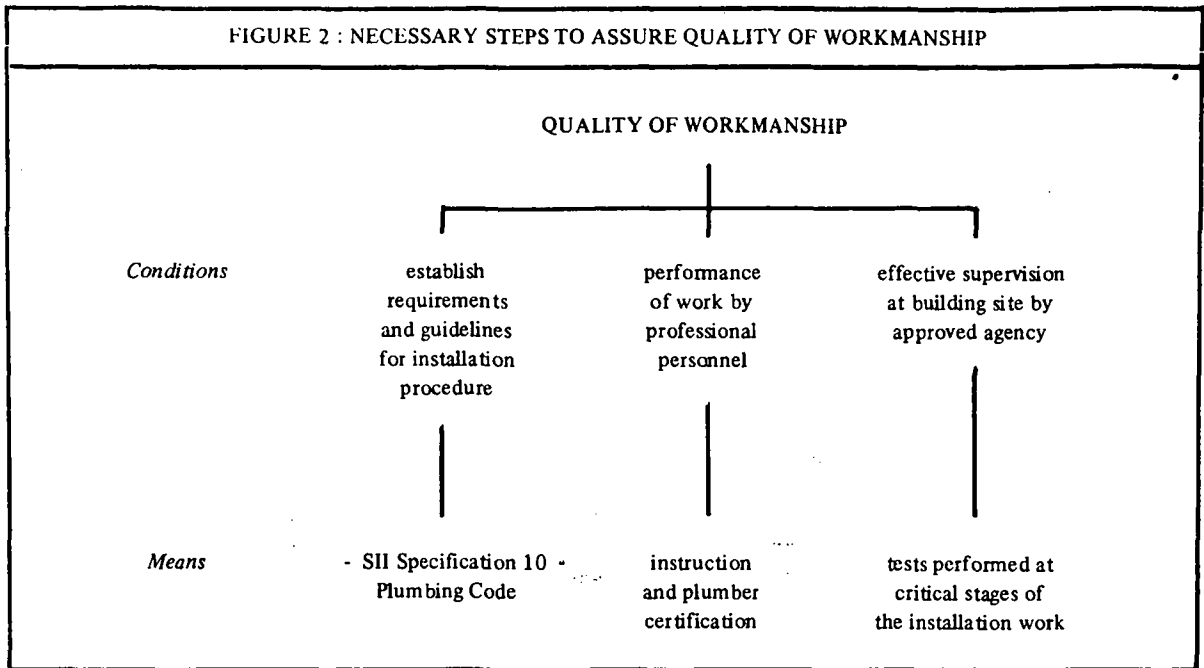 FIGURE 2 : NECESSARY STEPS TO ASSURE QUALITY OF WORKMANSHIP
QUALITY OF WORKMANSHIP
Conditions
establish
requirements
and guidelines
for installation
procedure
performance
of work by
professional
personnel
effective supervision
at building site by
approved agency
Means
- SII Specification 10 -
Plumbing Code
instruction
and plumber
certification
tests performed at
critical stages of
the installation work